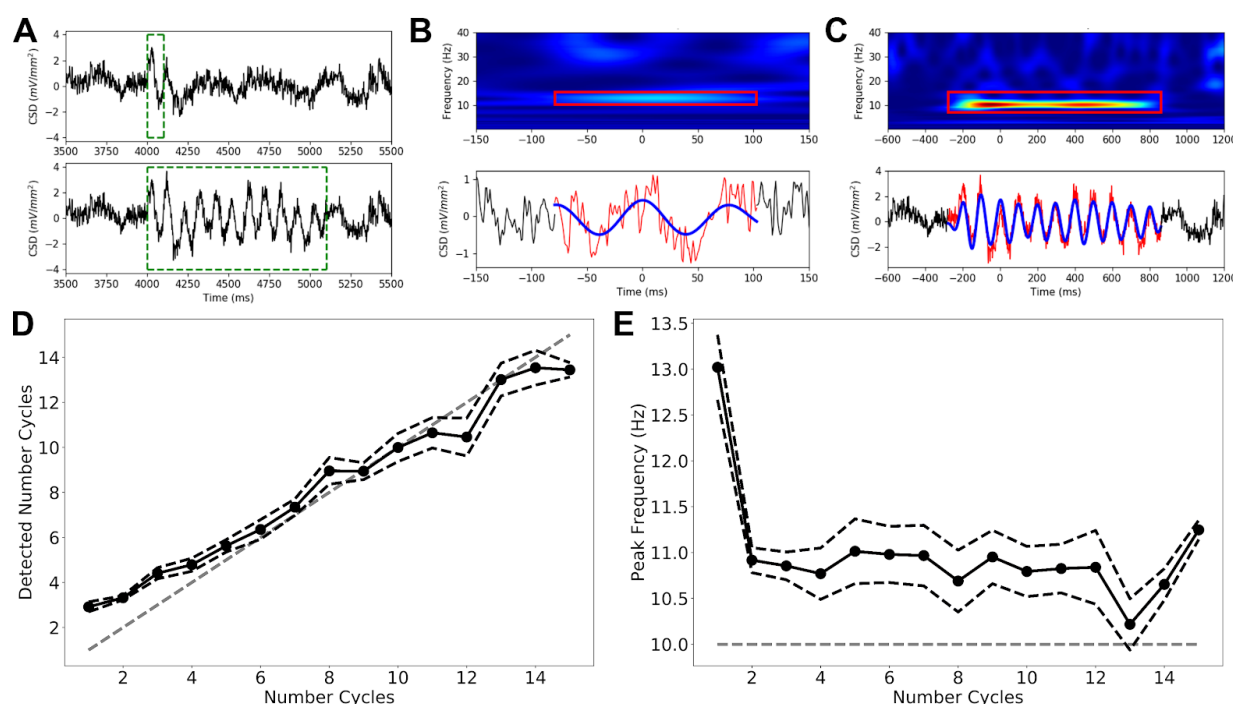 A
CSD (mV/mm²)
4
2
0
−2
−4
3500 3750 4000 4250 4500 4750 5000 5250 5500
CSD (mV/mm²)
4
2
0
−2
−4
3500 3750 4000 4250 4500 4750 5000 5250 5500
Time (ms)
B
Frequency (Hz)
40
30
20
10
−150 −100 −50 0 50 100 150
CSD (mV/mm²)
1
0
−1
−150 −100 −50 0 50 100 150
Time (ms)
C
Frequency (Hz)
40
30
20
10
−600 −400 −200 0 200 400 600 800 1000 1200
CSD (mV/mm²)
4
2
0
−2
−600 −400 −200 0 200 400 600 800 1000 1200
Time (ms)
D
Detected Number Cycles
14
12
10
8
6
4
2
2 4 6 8 10 12 14
Number Cycles
E
Peak Frequency (Hz)
13.5
13.0
12.5
12.0
11.5
11.0
10.5
10.0
2 4 6 8 10 12 14
Number Cycles